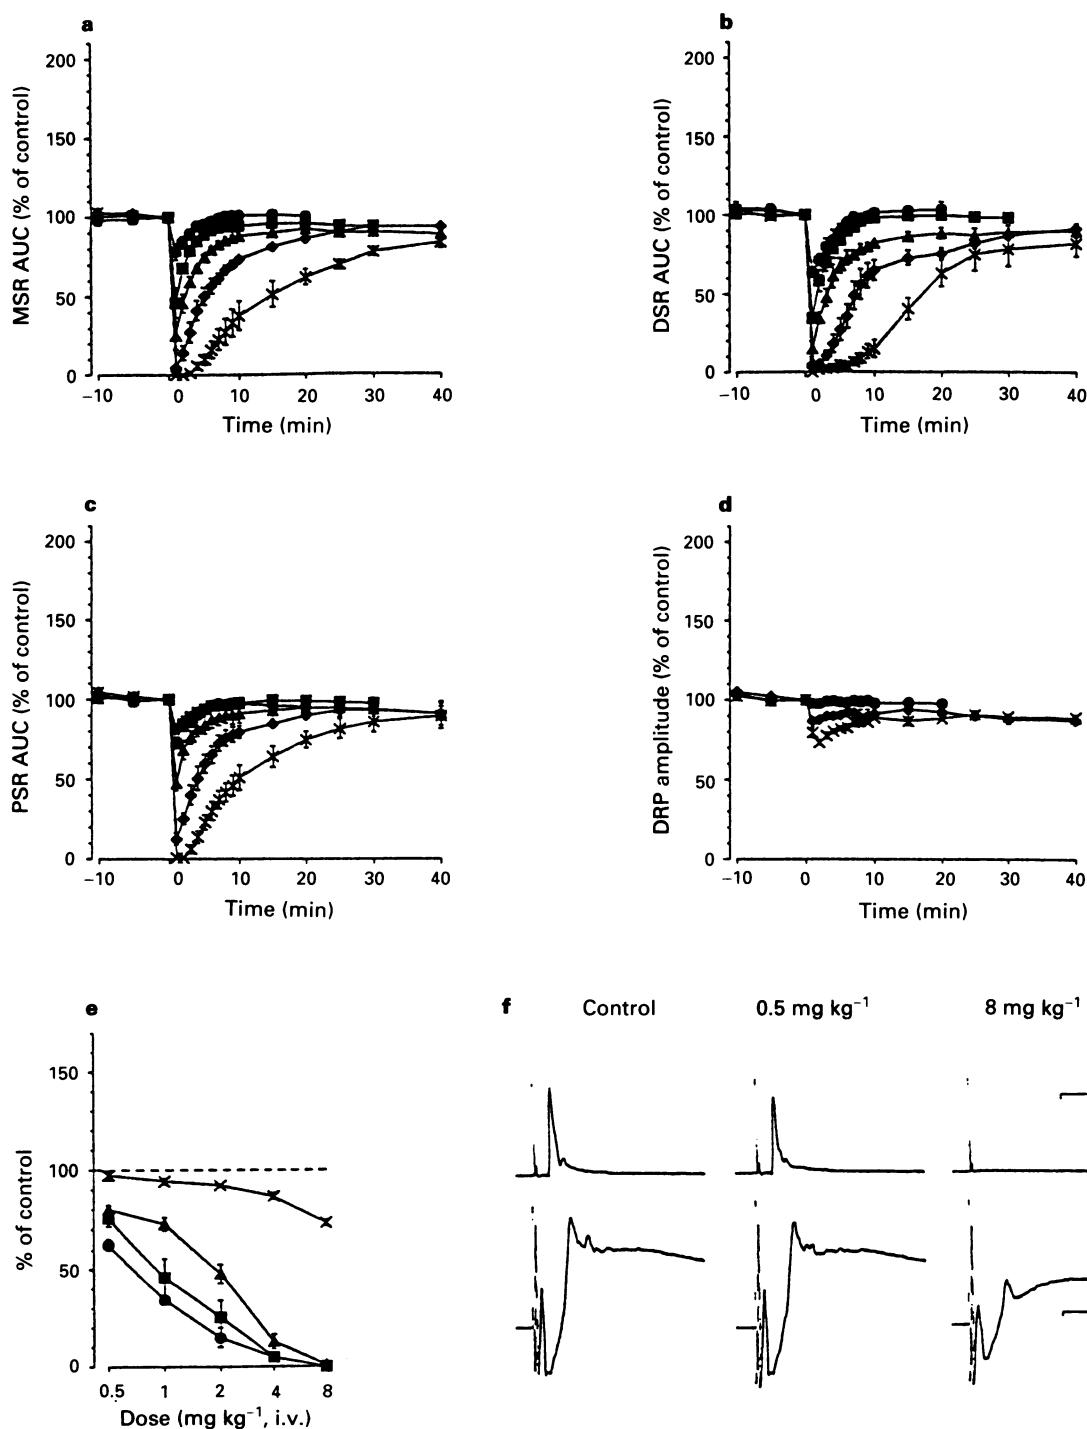 a
MSR AUC (% of control)
200
150
100
50
0
−10 0 10 20 30 40
Time (min)
b
DSR AUC (% of control)
200
150
100
50
0
−10 0 10 20 30 40
Time (min)
c
PSR AUC (% of control)
200
150
100
50
0
−10 0 10 20 30 40
Time (min)
d
DRP amplitude (% of control)
200
150
100
50
0
−10 0 10 20 30 40
Time (min)
e
% of control
150
100
50
0
0.5 1 2 4 8
Dose (mg kg⁻¹, i.v.)
f Control 0.5 mg kg⁻¹ 8 mg kg⁻¹